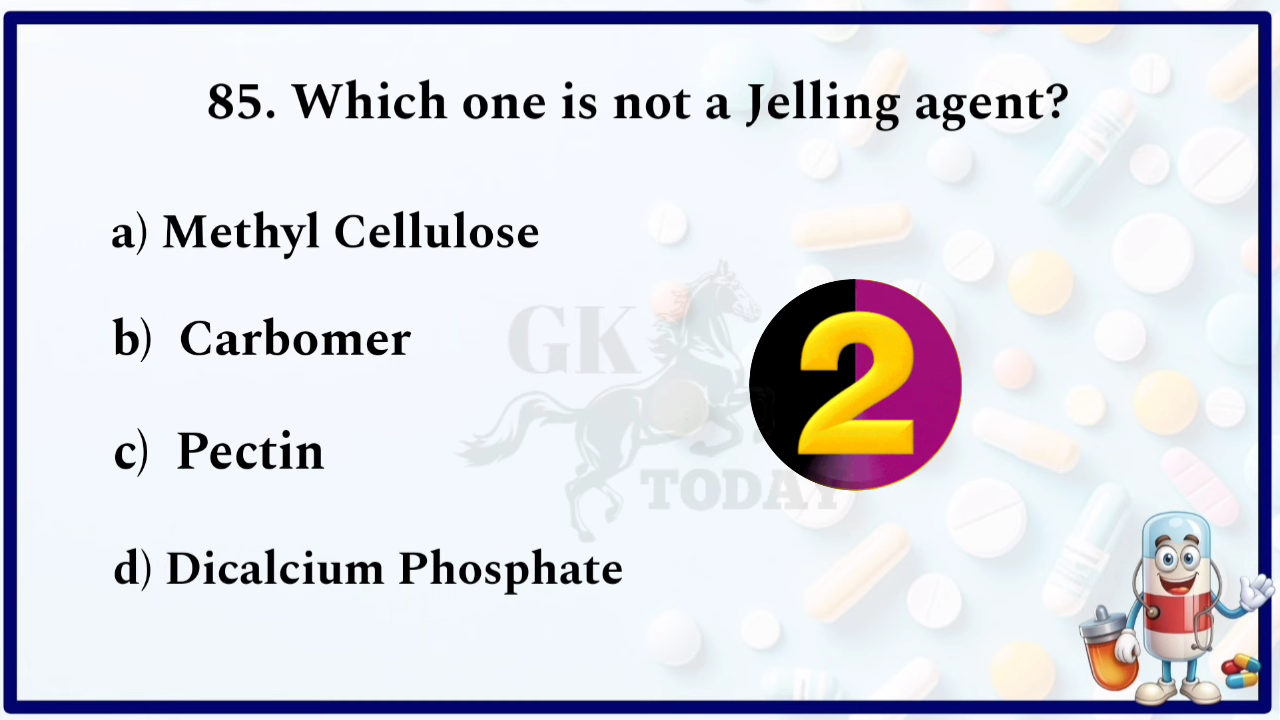 85. Which one is not a Jelling agent?
a) Methyl Cellulose
b) Carbomer
GK
2
c) Pectin
TODAY
d) Dicalcium Phosphate